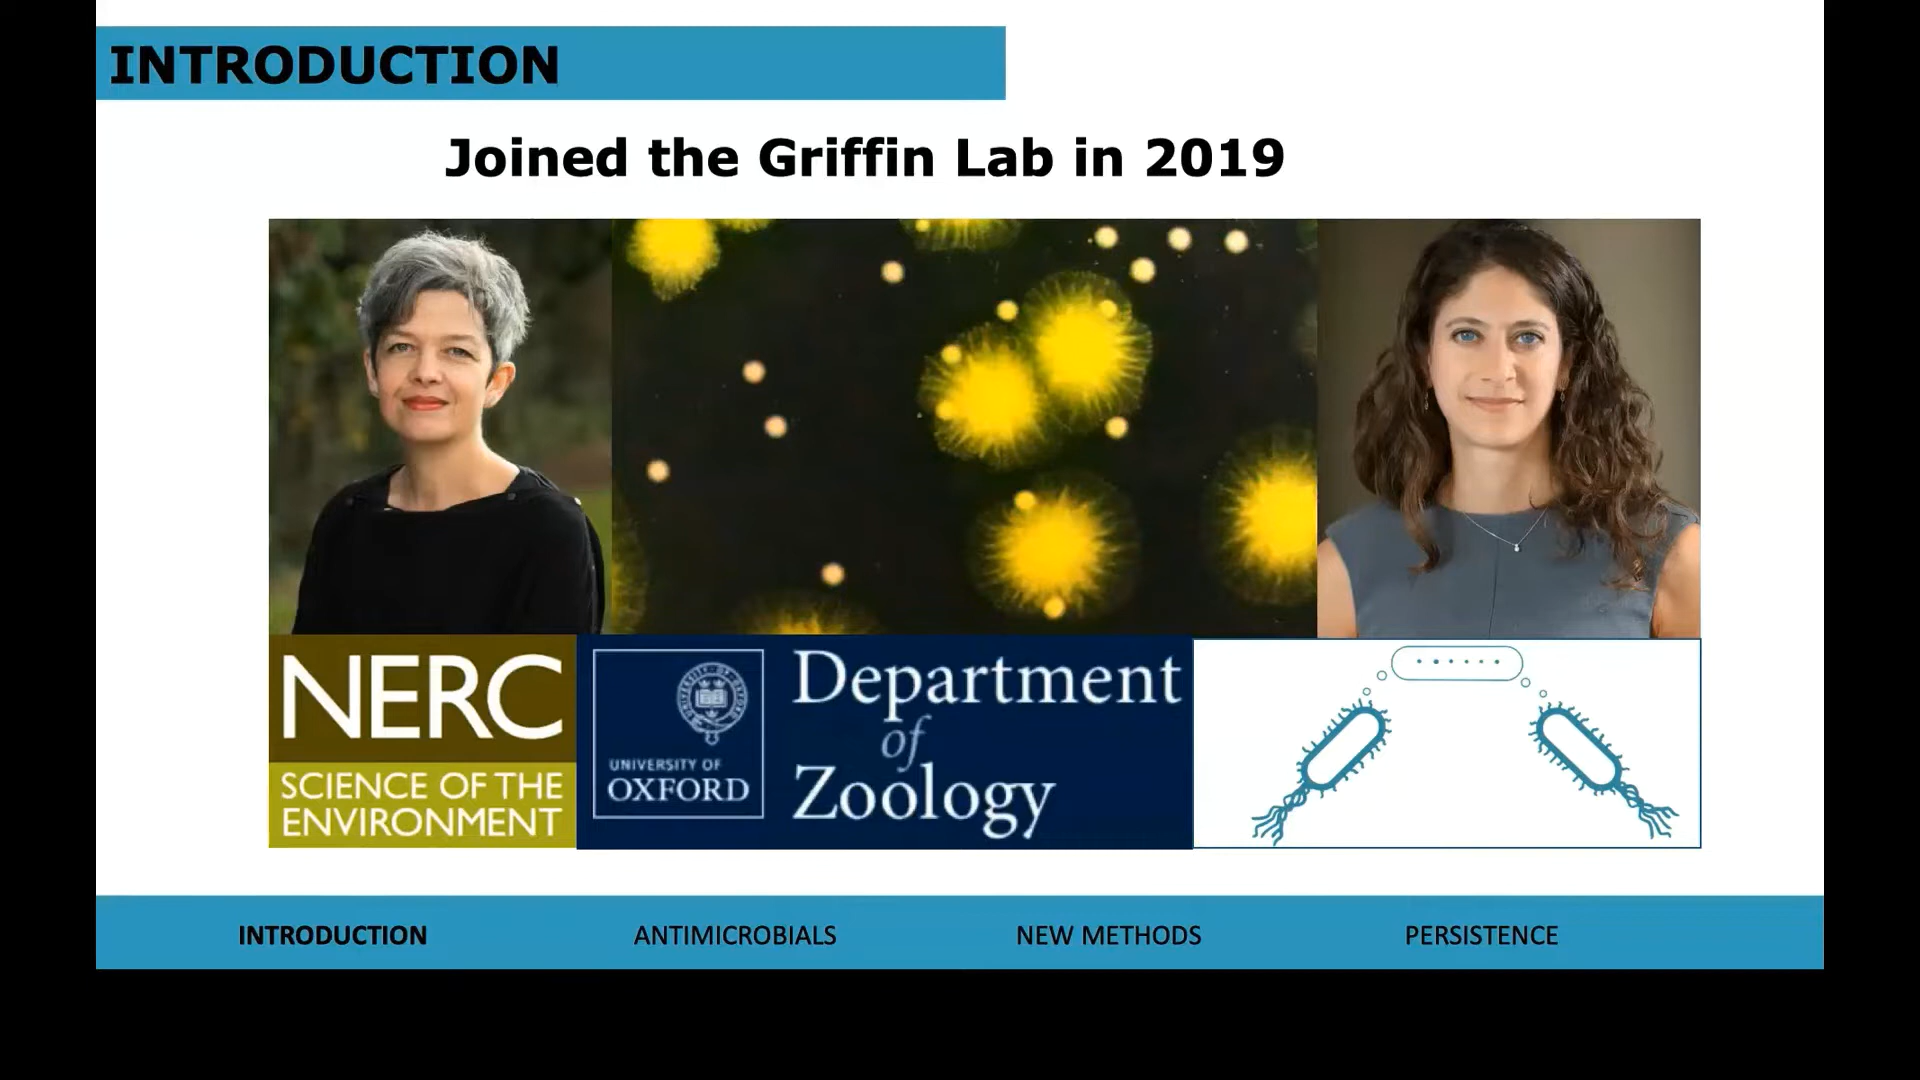 INTRODUCTION
Joined the Griffin Lab in 2019
NERC
SCIENCE OF THE
ENVIRONMENT
UNIVERSITY OF
OXFORD
Department
of
Zoology
INTRODUCTION
ANTIMICROBIALS
NEW METHODS
PERSISTENCE